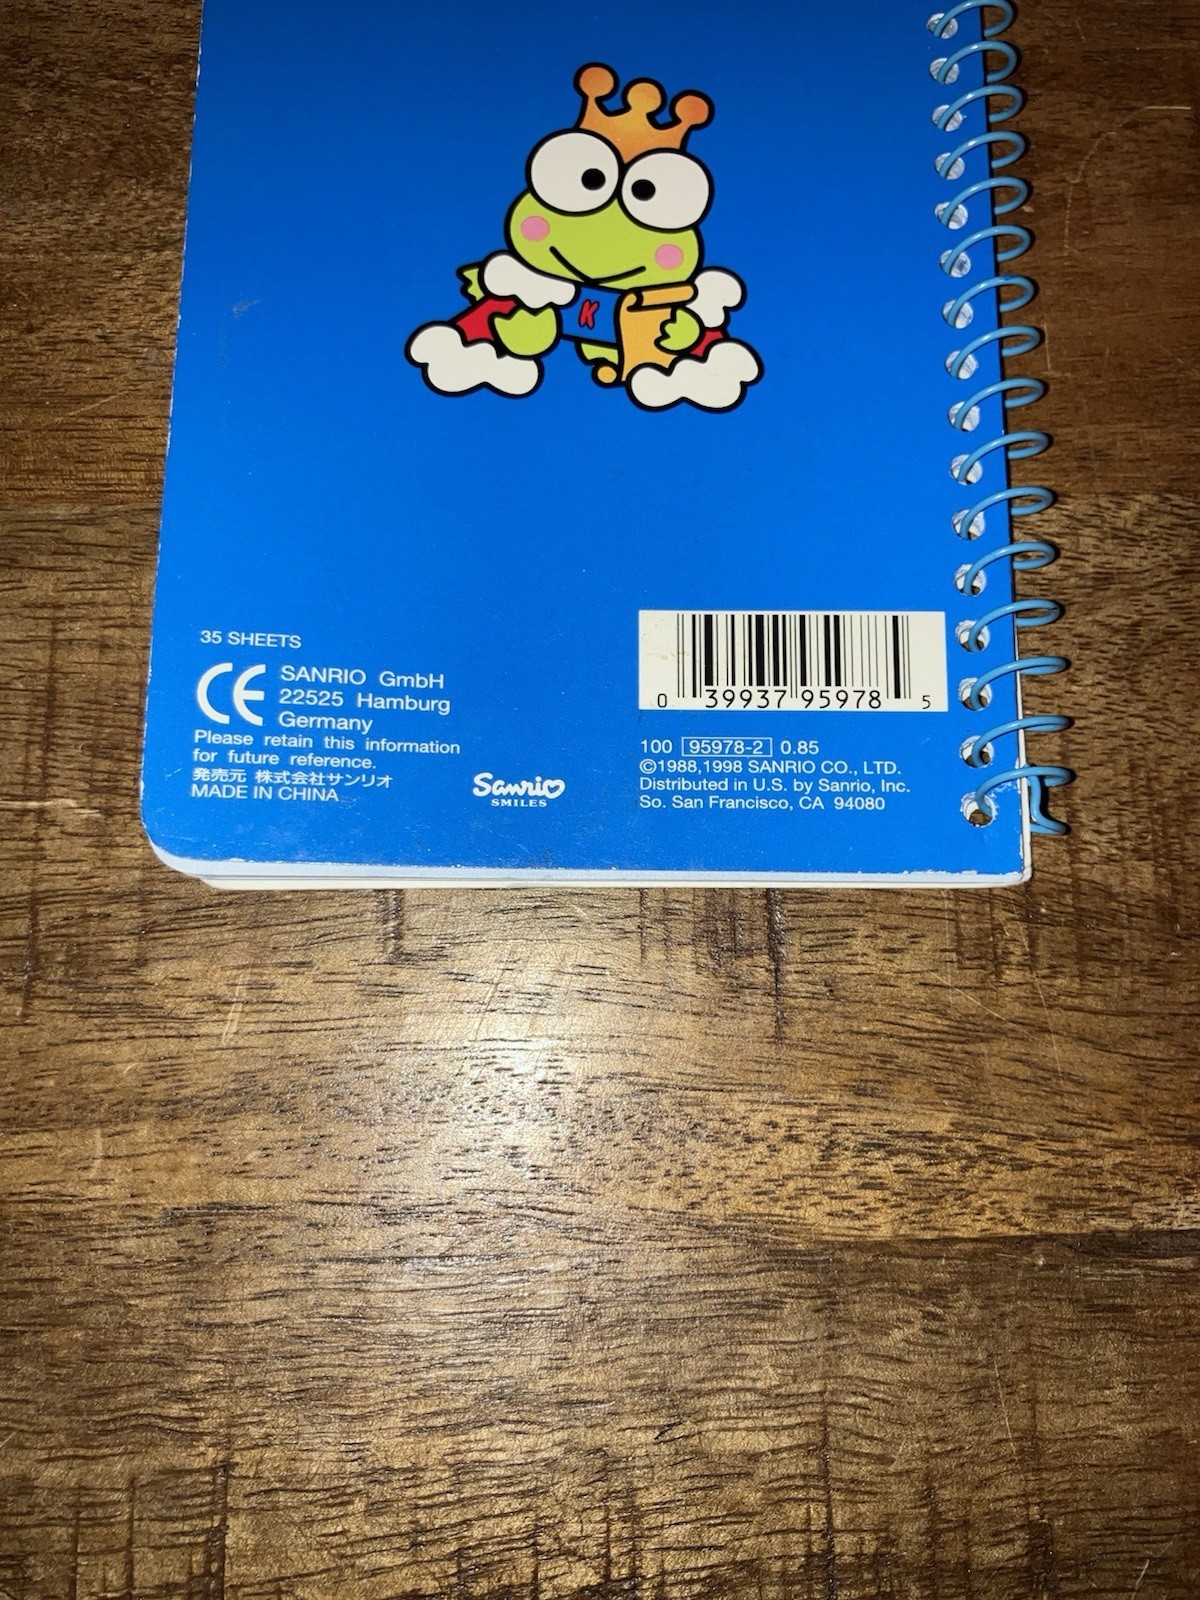 K
35 SHEETS
CE SANRIO GmbH
22525 Hamburg
Germany
Please retain this information
for future reference.
発売元 株式会社サンリオ
MADE IN CHINA
Sanrio
SMILES
0 39937 95978 5
100 95978-2 0.85
©1988,1998 SANRIO CO., LTD.
Distributed in U.S. by Sanrio, Inc.
So. San Francisco, CA 94080